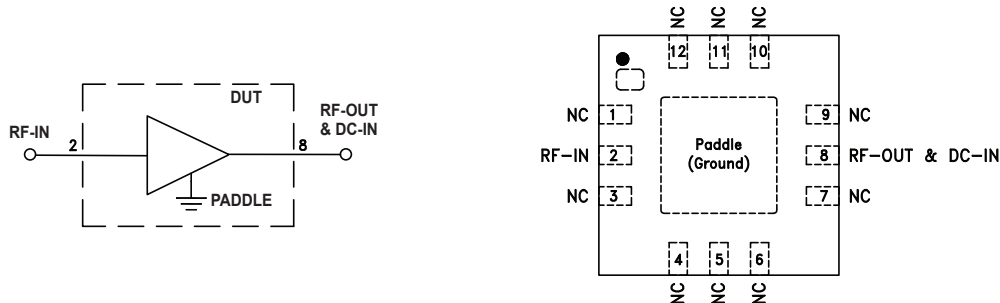 DUT
RF-IN
2
8
RF-OUT
& DC-IN
PADDLE
NC NC NC
12 11 10
NC 1
9 NC
RF-IN 2
Paddle
(Ground)
8 RF-OUT & DC-IN
NC 3
7 NC
4 5 6
NC NC NC